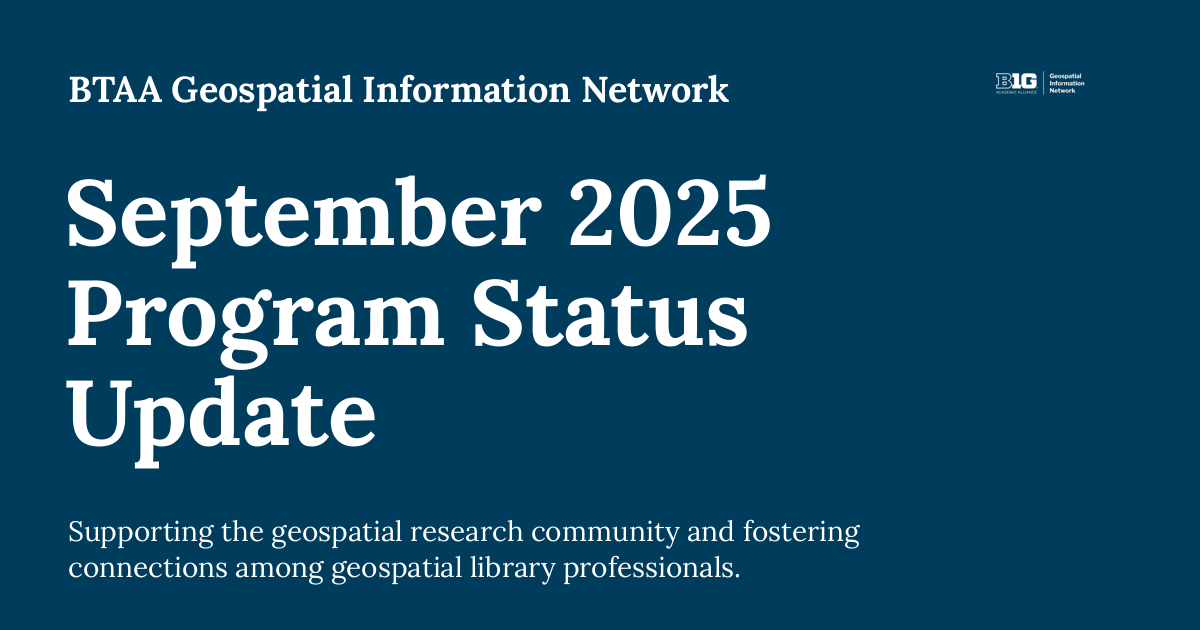 BTAA Geospatial Information Network
B1G
ACADEMIC ALLIANCE
Geospatial
Information
Network
September 2025
Program Status
Update
Supporting the geospatial research community and fostering
connections among geospatial library professionals.